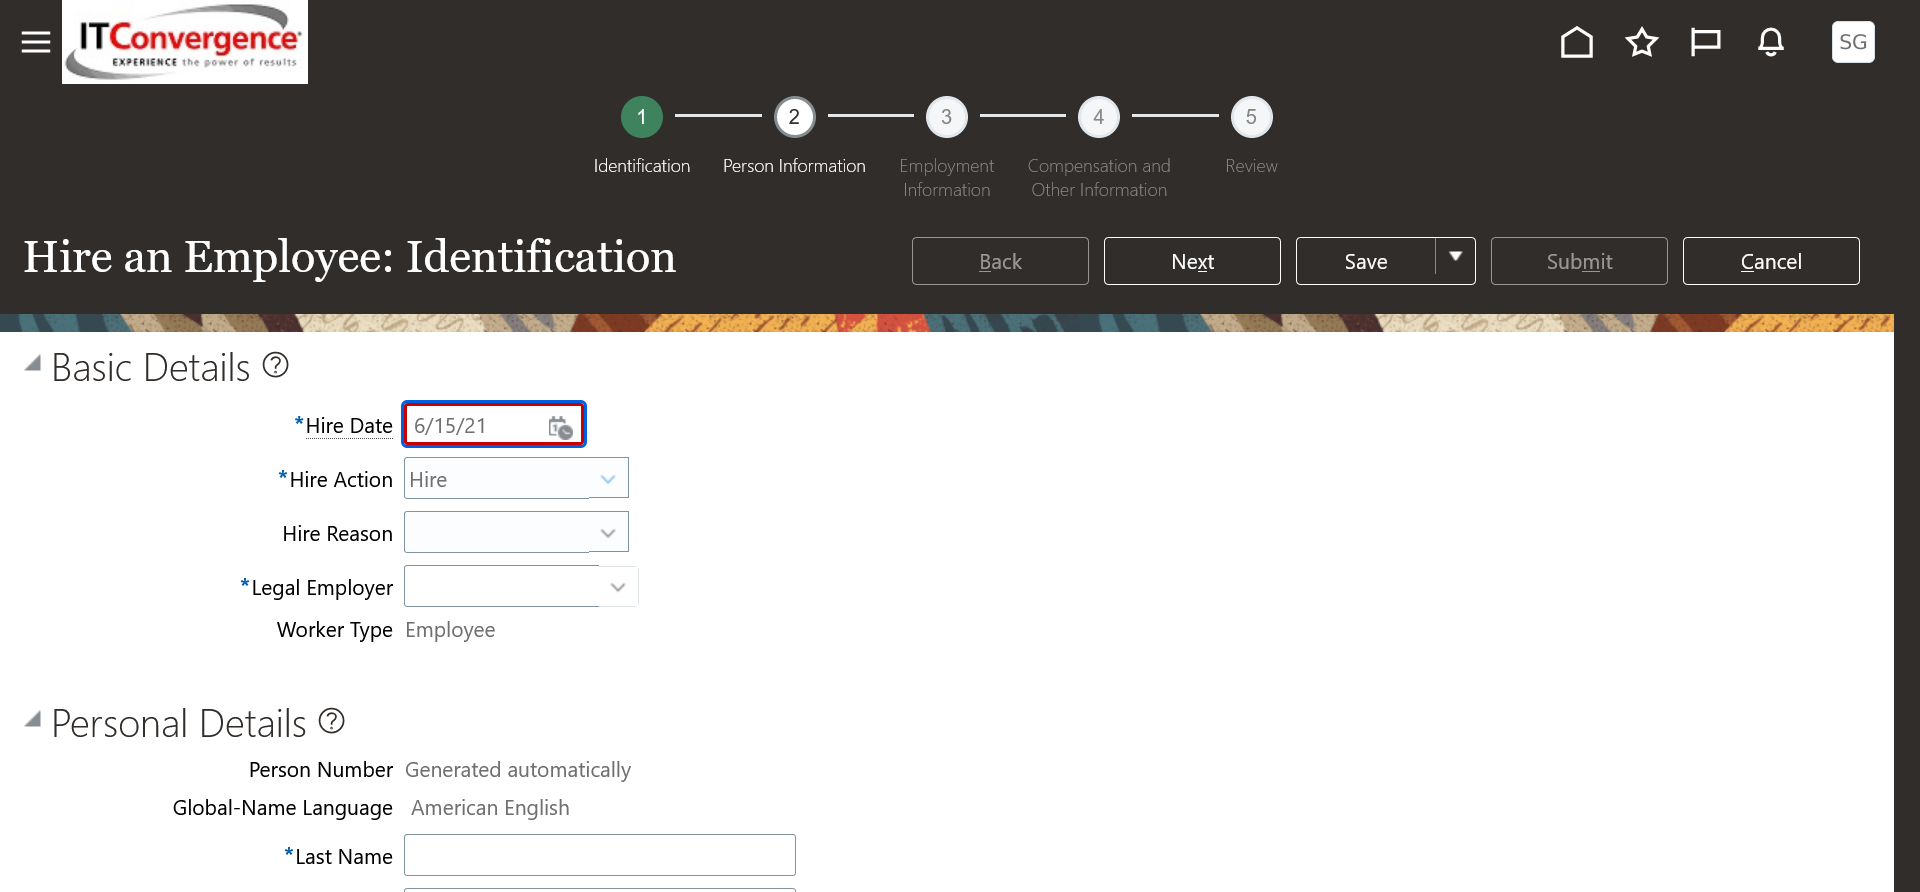 ITConvergence
EXPERIENCE the power of results
SG
1
2
3
4
5
Identification
Person Information
Employment
Information
Compensation and
Other Information
Review
Hire an Employee: Identification
Back
Next
Save
Submit
Cancel
Basic Details ?
*Hire Date 6/15/21
*Hire Action Hire
Hire Reason
*Legal Employer
Worker Type Employee
Personal Details ?
Person Number Generated automatically
Global-Name Language American English
*Last Name